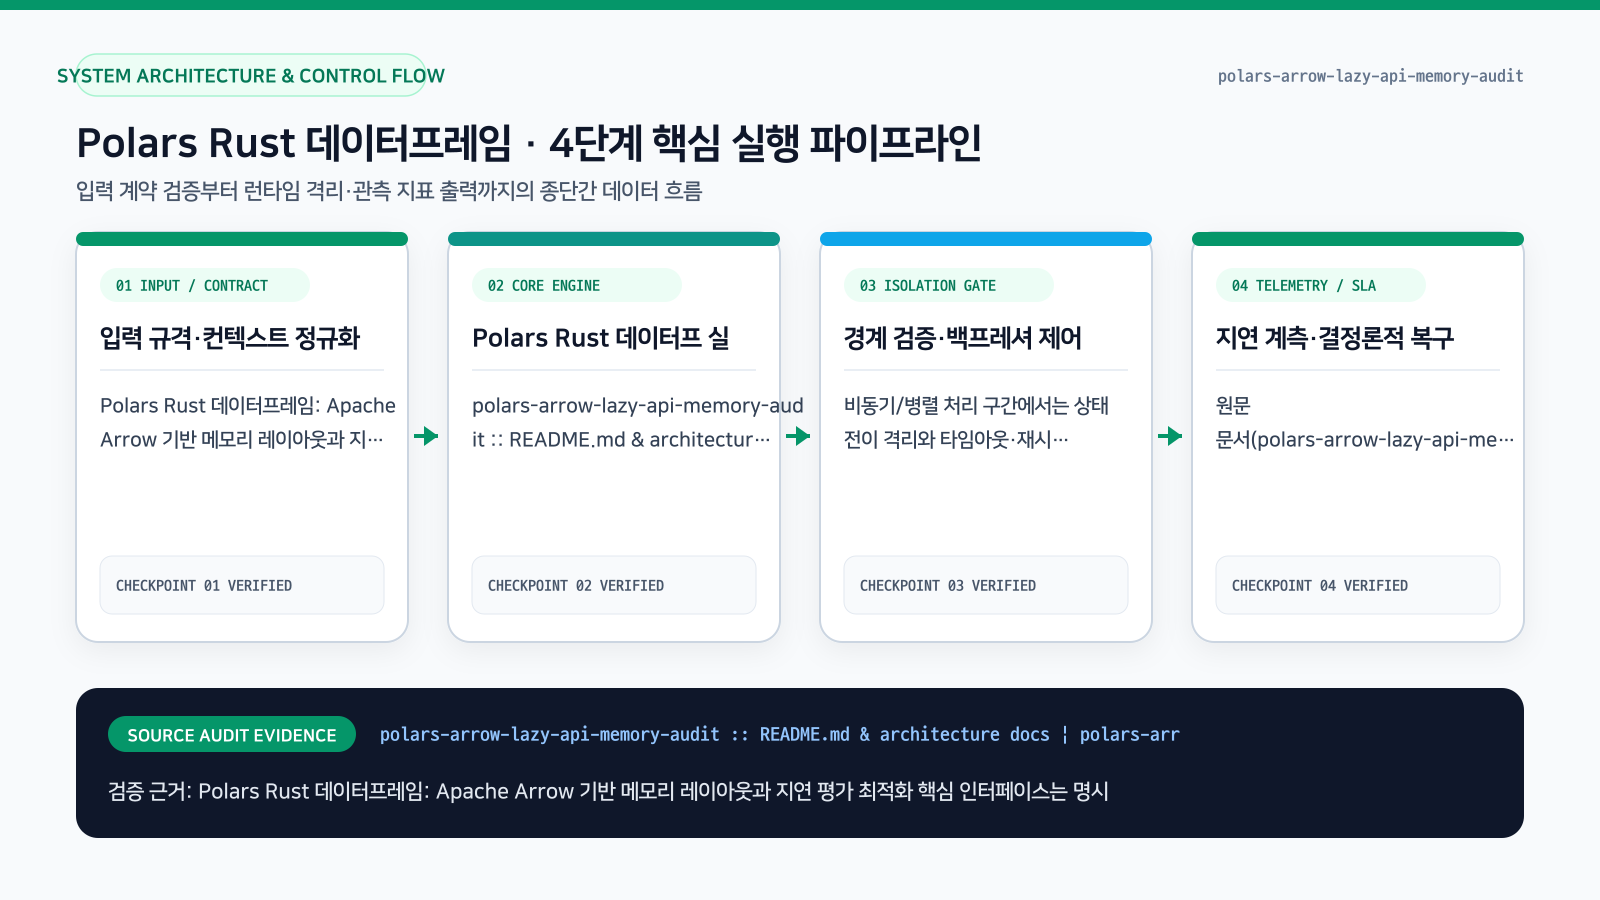 SYSTEM ARCHITECTURE & CONTROL FLOW
polars-arrow-lazy-api-memory-audit
Polars Rust 데이터프레임 · 4단계 핵심 실행 파이프라인
입력 계약 검증부터 런타임 격리·관측 지표 출력까지의 종단간 데이터 흐름
01 INPUT / CONTRACT
입력 규격·컨텍스트 정규화
Polars Rust 데이터프레임: Apache
Arrow 기반 메모리 레이아웃과 지…
CHECKPOINT 01 VERIFIED
02 CORE ENGINE
Polars Rust 데이터프 실
polars-arrow-lazy-api-memory-aud
it :: README.md & architectur…
CHECKPOINT 02 VERIFIED
03 ISOLATION GATE
경계 검증·백프레셔 제어
비동기/병렬 처리 구간에서는 상태
전이 격리와 타임아웃·재시…
CHECKPOINT 03 VERIFIED
04 TELEMETRY / SLA
지연 계측·결정론적 복구
원문
문서(polars-arrow-lazy-api-me…
CHECKPOINT 04 VERIFIED
SOURCE AUDIT EVIDENCE
polars-arrow-lazy-api-memory-audit :: README.md & architecture docs | polars-arr
검증 근거: Polars Rust 데이터프레임: Apache Arrow 기반 메모리 레이아웃과 지연 평가 최적화 핵심 인터페이스는 명시